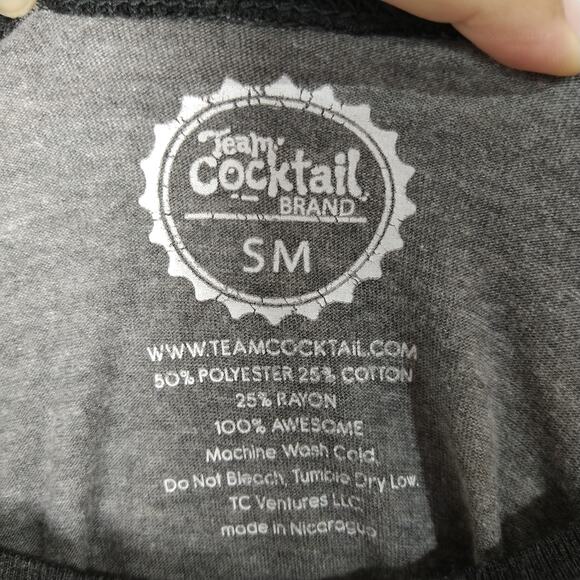 Team
Cocktail
BRAND
SM
WWW.TEAMCOCKTAiL.COM
50% POLYESTER 25% COTTON
25% RAYON
100% AWESOME
Machine Wash Cold,
Do Not Bleach, Tumble Dry Low.
TC Ventures LLC,
made in Nicaragua